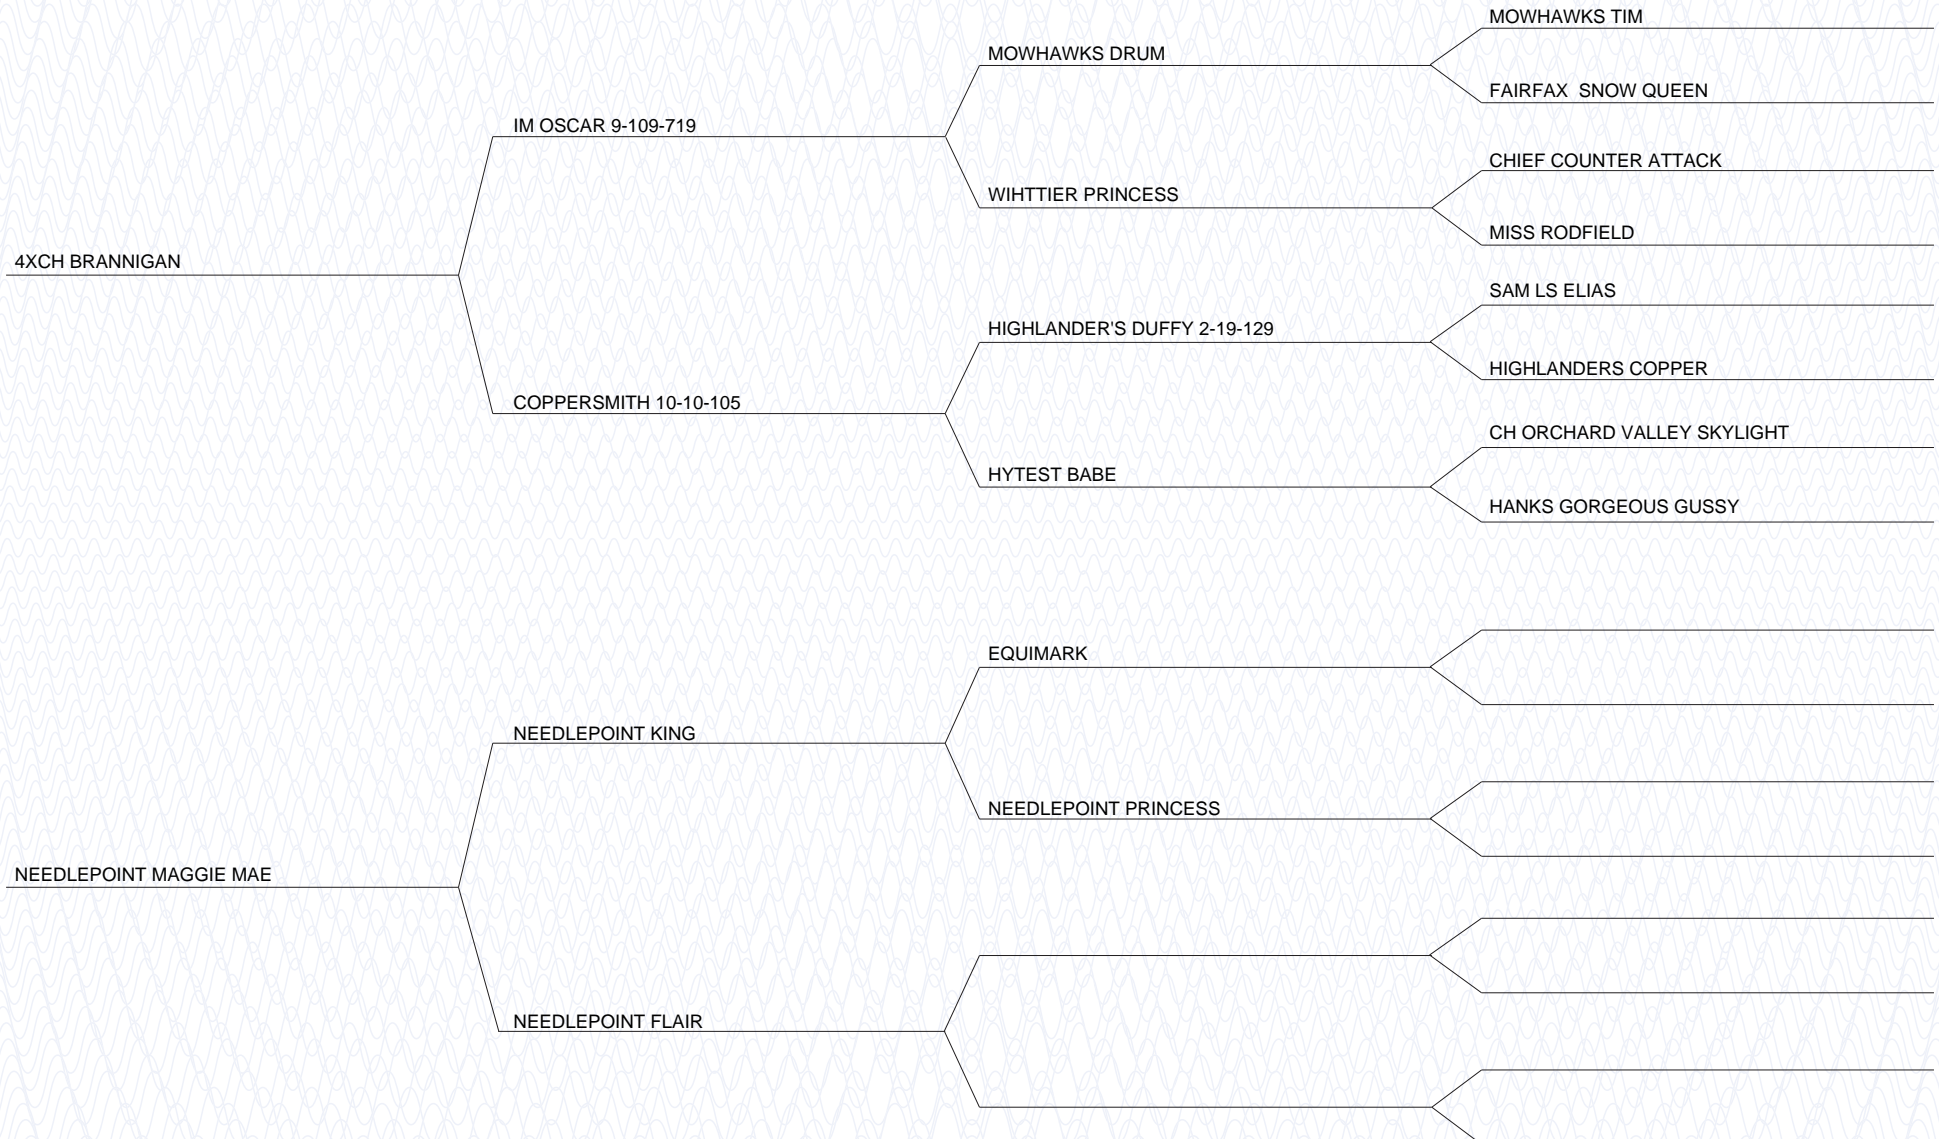 MOWHAWKS TIM
MOWHAWKS DRUM
FAIRFAX  SNOW QUEEN
IM OSCAR 9-109-719
CHIEF COUNTER ATTACK
WIHTTIER PRINCESS
MISS RODFIELD
4XCH BRANNIGAN
SAM LS ELIAS
HIGHLANDER'S DUFFY 2-19-129
HIGHLANDERS COPPER
COPPERSMITH 10-10-105
CH ORCHARD VALLEY SKYLIGHT
HYTEST BABE
HANKS GORGEOUS GUSSY
EQUIMARK
NEEDLEPOINT KING
NEEDLEPOINT PRINCESS
NEEDLEPOINT MAGGIE MAE
NEEDLEPOINT FLAIR